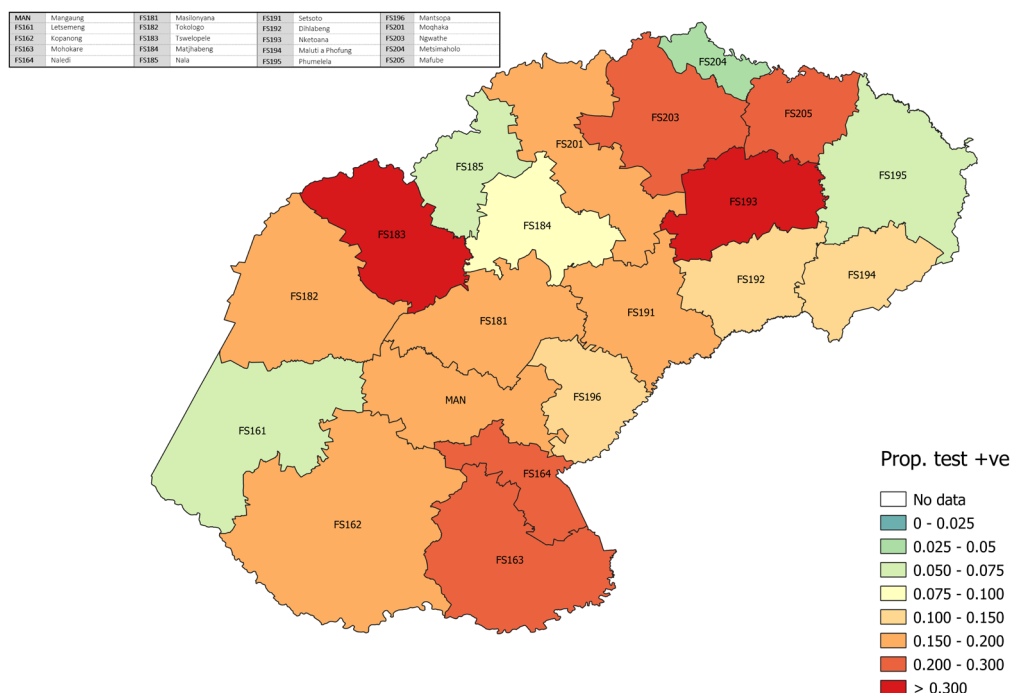 MAN Mangaung FS181 Masilonyana FS191 Setsoto FS196 Mantsopa
FS161 Letsemeng FS182 Tokologo FS192 Dihlabeng FS201 Moqhaka
FS162 Kopanong FS183 Tswelopele FS193 Nketoana FS203 Ngwathe
FS163 Mohokare FS184 Matjhabeng FS194 Maluti a Phofung FS204 Metsimaholo
FS164 Naledi FS185 Nala FS195 Phumelela FS205 Mafube
FS204
FS203
FS205
FS201
FS185
FS195
FS193
FS184
FS183
FS194
FS192
FS182
FS191
FS181
FS196
MAN
FS161
FS164
FS162
FS163
Prop. test +ve
No data
0 - 0.025
0.025 - 0.05
0.050 - 0.075
0.075 - 0.100
0.100 - 0.150
0.150 - 0.200
0.200 - 0.300
> 0.300